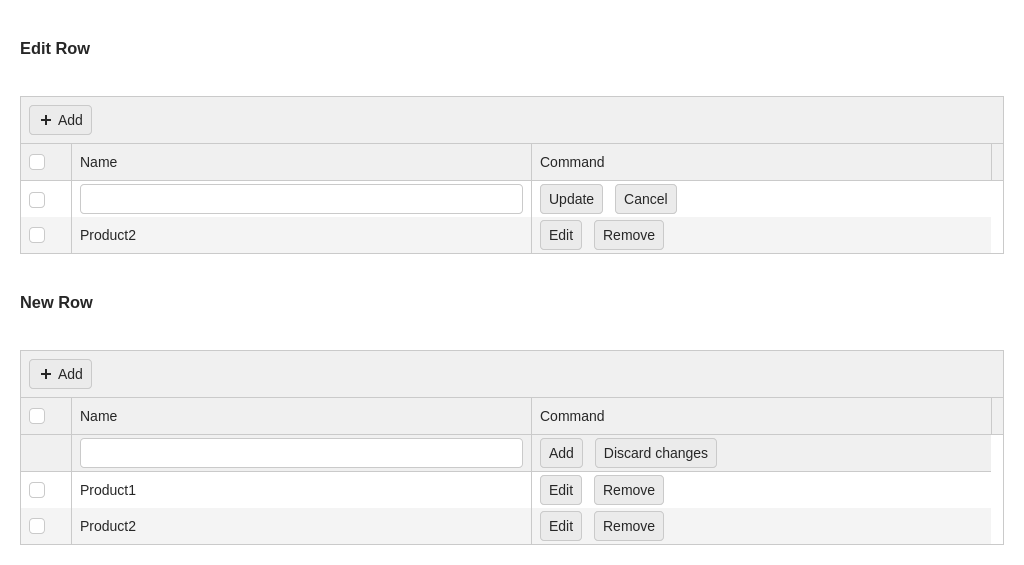 Edit Row
Add
Name Command
Update Cancel
Product2 Edit Remove
New Row
Add
Name Command
Add Discard changes
Product1 Edit Remove
Product2 Edit Remove